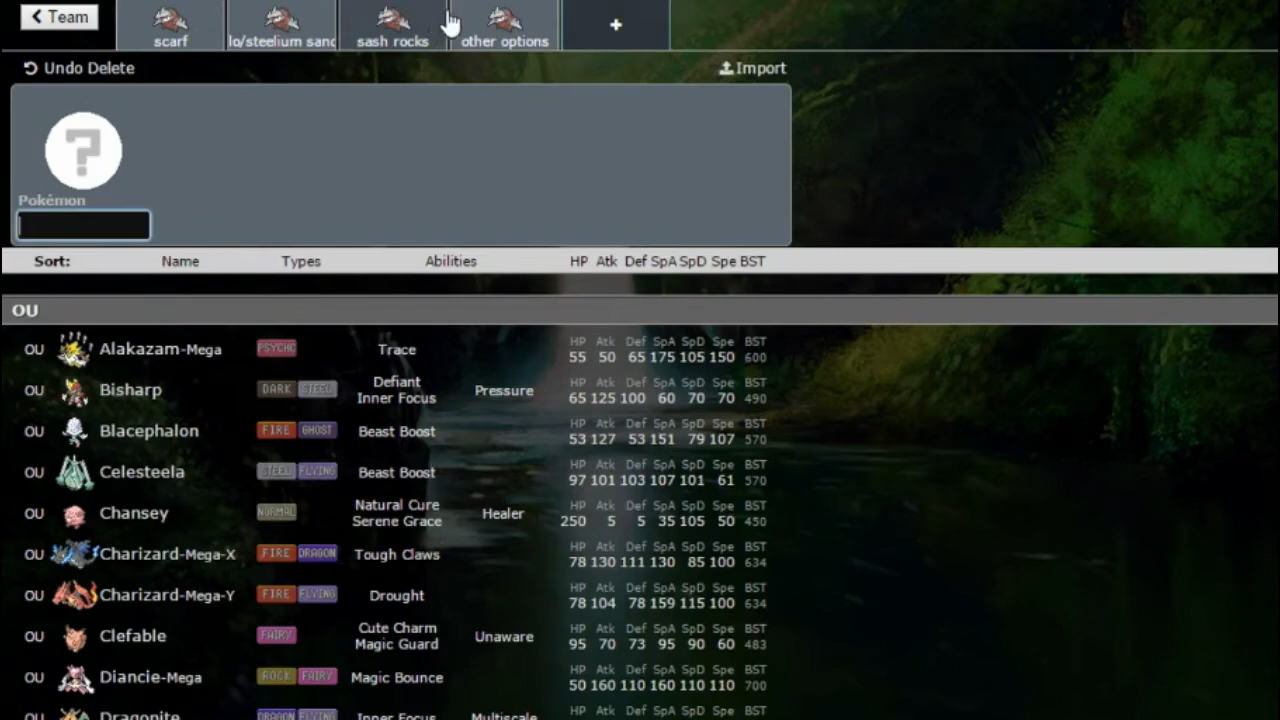 Team
scarf
lo/steelium sand
sash rocks
other options
+
Undo Delete
Import
?
Pokémon
Sort: Name Types Abilities HP Atk Def SpA SpD Spe BST
OU
OU Alakazam-Mega PSYCHC Trace HP 55 Atk 50 Def 65 SpA 175 SpD 105 Spe 150 BST 600
OU Bisharp DARK STEEL Defiant Inner Focus Pressure HP 65 Atk 125 Def 100 SpA 60 SpD 70 Spe 70 BST 490
OU Blacephalon FIRE GHOST Beast Boost HP 53 Atk 127 Def 53 SpA 151 SpD 79 Spe 107 BST 570
OU Celesteela STEEL FLYING Beast Boost HP 97 Atk 101 Def 103 SpA 107 SpD 101 Spe 61 BST 570
OU Chansey NORMAL Natural Cure Serene Grace Healer HP 250 Atk 5 Def 5 SpA 35 SpD 105 Spe 50 BST 450
OU Charizard-Mega-X FIRE DRAGON Tough Claws HP 78 Atk 130 Def 111 SpA 130 SpD 85 Spe 100 BST 634
OU Charizard-Mega-Y FIRE FLYING Drought HP 78 Atk 104 Def 78 SpA 159 SpD 115 Spe 100 BST 634
OU Clefable FAIRY Cute Charm Magic Guard Unaware HP 95 Atk 70 Def 73 SpA 95 SpD 90 Spe 60 BST 483
OU Diancie-Mega ROCK FAIRY Magic Bounce HP 50 Atk 160 Def 110 SpA 160 SpD 110 Spe 110 BST 700
OU Dragonite DRAGON FLYING Inner Focus Multiscale HP Atk Def SpA SpD Spe BST